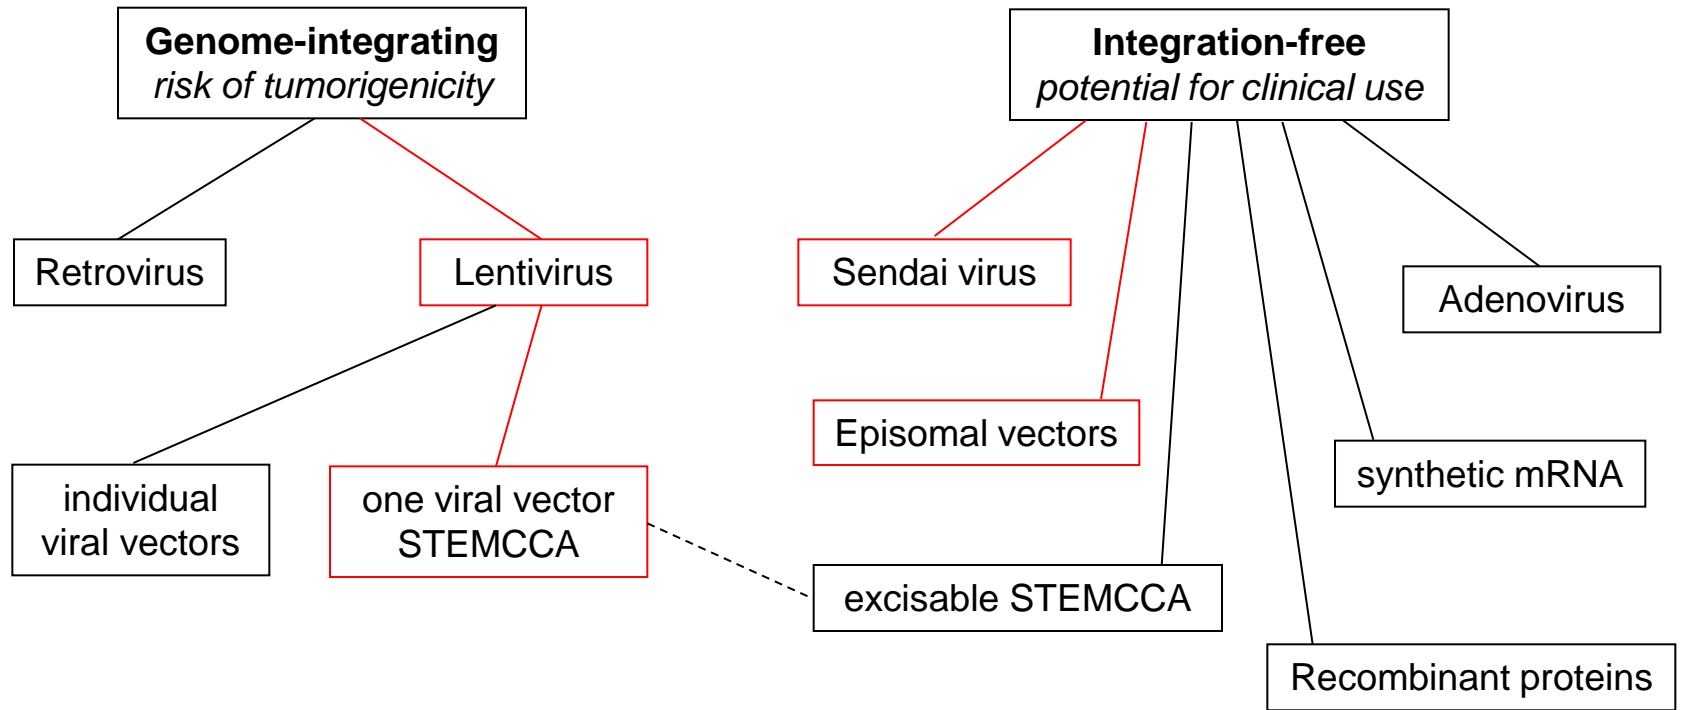 Genome-integrating
risk of tumorigenicity
Integration-free
potential for clinical use
Retrovirus
Lentivirus
Sendai virus
Adenovirus
Episomal vectors
synthetic mRNA
individual
viral vectors
one viral vector
STEMCCA
excisable STEMCCA
Recombinant proteins